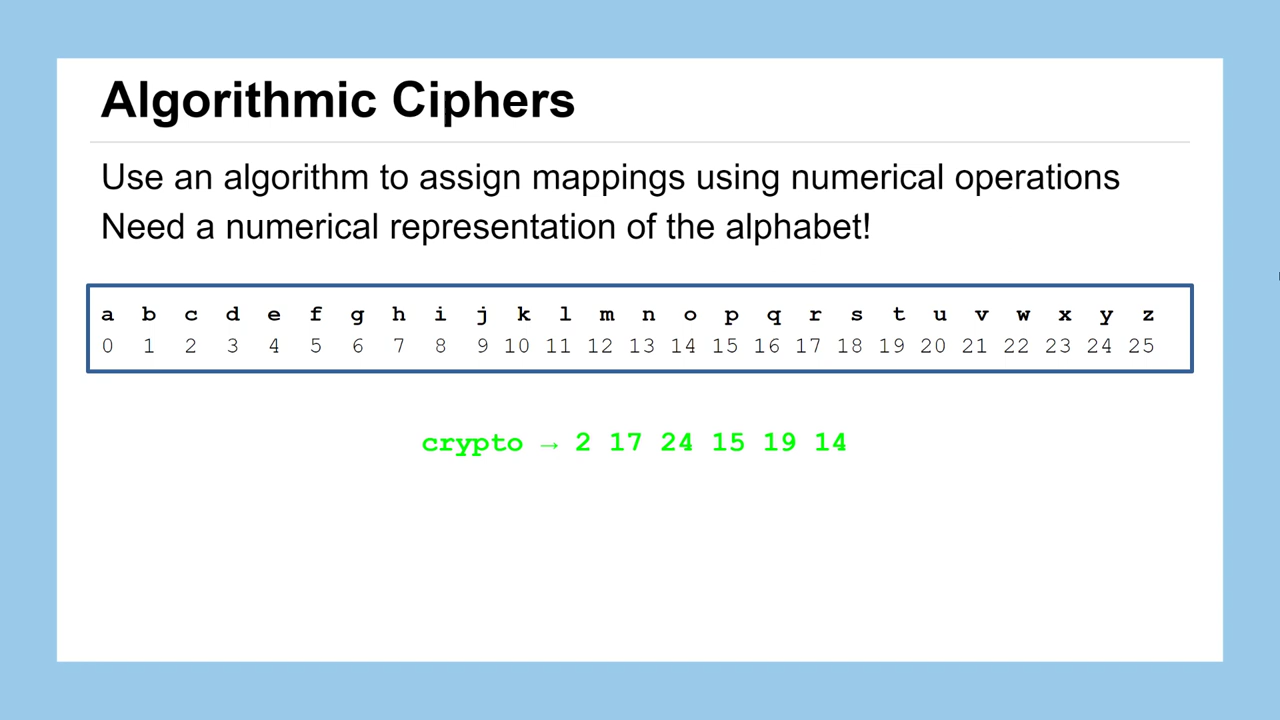 Algorithmic Ciphers
Use an algorithm to assign mappings using numerical operations
Need a numerical representation of the alphabet!
a b c d e f g h i j k l m n o p q r s t u v w x y z
0 1 2 3 4 5 6 7 8 9 10 11 12 13 14 15 16 17 18 19 20 21 22 23 24 25
crypto → 2 17 24 15 19 14